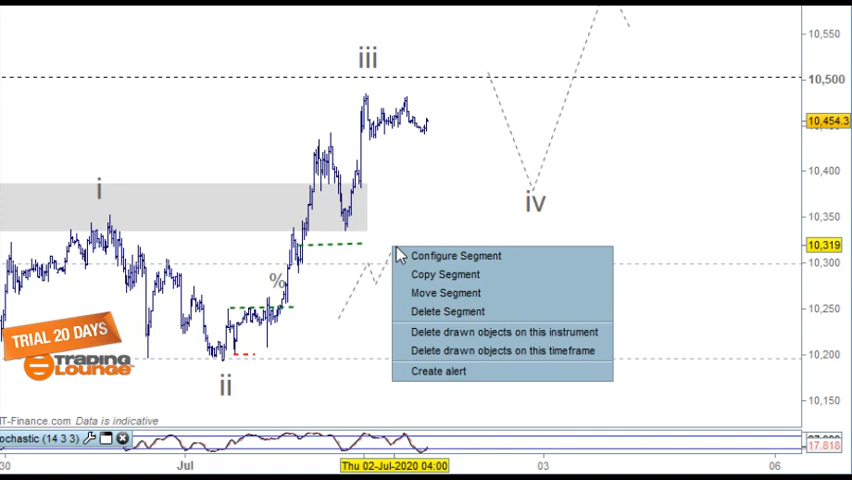 10,550
iii
10,500
10,454.3
10,400
i
10,350
iv
10,319
10,300
%
10,250
10,200
10,150
Configure Segment
Copy Segment
Move Segment
Delete Segment
Delete drawn objects on this instrument
Delete drawn objects on this timeframe
Create alert
TRIAL 20 DAYS
TRADING
LOUNGE
ii
IT-Finance.com Data is indicative
ochastic (14 3 3)
17.818
30
Jul
Thu 02-Jul-2020 04:00
03
06